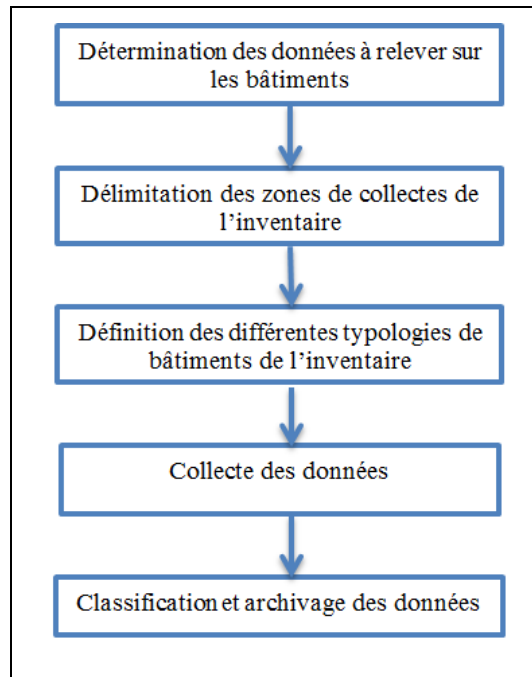 Détermination des données à relever sur
les bâtiments
Délimitation des zones de collectes de
l'inventaire
Définition des différentes typologies de
bâtiments de l'inventaire
Collecte des données
Classification et archivage des données